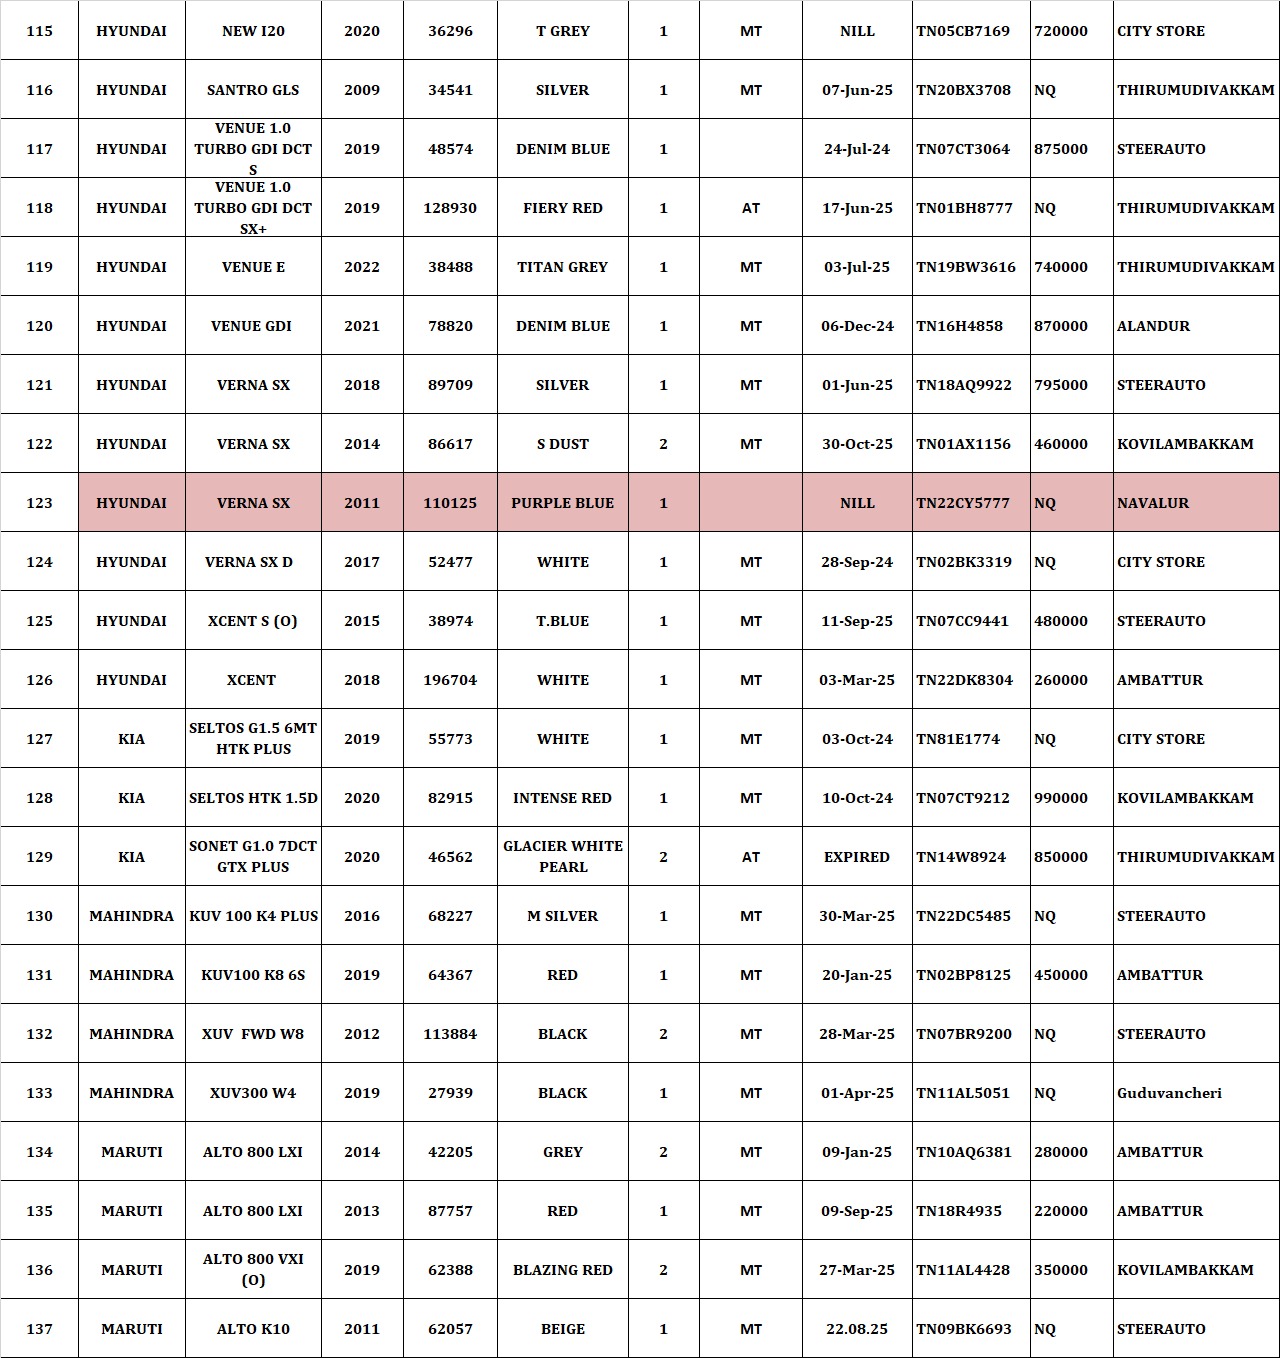 115 HYUNDAI NEW I20 2020 36296 T GREY 1 MT NILL TN05CB7169 720000 CITY STORE
116 HYUNDAI SANTRO GLS 2009 34541 SILVER 1 MT 07-Jun-25 TN20BX3708 NQ THIRUMUDIVAKKAM
117 HYUNDAI VENUE 1.0 TURBO GDI DCT S 2019 48574 DENIM BLUE 1 24-Jul-24 TN07CT3064 875000 STEERAUTO
118 HYUNDAI VENUE 1.0 TURBO GDI DCT SX+ 2019 128930 FIERY RED 1 AT 17-Jun-25 TN01BH8777 NQ THIRUMUDIVAKKAM
119 HYUNDAI VENUE E 2022 38488 TITAN GREY 1 MT 03-Jul-25 TN19BW3616 740000 THIRUMUDIVAKKAM
120 HYUNDAI VENUE GDI 2021 78820 DENIM BLUE 1 MT 06-Dec-24 TN16H4858 870000 ALANDUR
121 HYUNDAI VERNA SX 2018 89709 SILVER 1 MT 01-Jun-25 TN18AQ9922 795000 STEERAUTO
122 HYUNDAI VERNA SX 2014 86617 S DUST 2 MT 30-Oct-25 TN01AX1156 460000 KOVILAMBAKKAM
123 HYUNDAI VERNA SX 2011 110125 PURPLE BLUE 1 NILL TN22CY5777 NQ NAVALUR
124 HYUNDAI VERNA SX D 2017 52477 WHITE 1 MT 28-Sep-24 TN02BK3319 NQ CITY STORE
125 HYUNDAI XCENT S (O) 2015 38974 T.BLUE 1 MT 11-Sep-25 TN07CC9441 480000 STEERAUTO
126 HYUNDAI XCENT 2018 196704 WHITE 1 MT 03-Mar-25 TN22DK8304 260000 AMBATTUR
127 KIA SELTOS G1.5 6MT HTK PLUS 2019 55773 WHITE 1 MT 03-Oct-24 TN81E1774 NQ CITY STORE
128 KIA SELTOS HTK 1.5D 2020 82915 INTENSE RED 1 MT 10-Oct-24 TN07CT9212 990000 KOVILAMBAKKAM
129 KIA SONET G1.0 7DCT GTX PLUS 2020 46562 GLACIER WHITE PEARL 2 AT EXPIRED TN14W8924 850000 THIRUMUDIVAKKAM
130 MAHINDRA KUV 100 K4 PLUS 2016 68227 M SILVER 1 MT 30-Mar-25 TN22DC5485 NQ STEERAUTO
131 MAHINDRA KUV100 K8 6S 2019 64367 RED 1 MT 20-Jan-25 TN02BP8125 450000 AMBATTUR
132 MAHINDRA XUV FWD W8 2012 113884 BLACK 2 MT 28-Mar-25 TN07BR9200 NQ STEERAUTO
133 MAHINDRA XUV300 W4 2019 27939 BLACK 1 MT 01-Apr-25 TN11AL5051 NQ Guduvancheri
134 MARUTI ALTO 800 LXI 2014 42205 GREY 2 MT 09-Jan-25 TN10AQ6381 280000 AMBATTUR
135 MARUTI ALTO 800 LXI 2013 87757 RED 1 MT 09-Sep-25 TN18R4935 220000 AMBATTUR
136 MARUTI ALTO 800 VXI (O) 2019 62388 BLAZING RED 2 MT 27-Mar-25 TN11AL4428 350000 KOVILAMBAKKAM
137 MARUTI ALTO K10 2011 62057 BEIGE 1 MT 22.08.25 TN09BK6693 NQ STEERAUTO